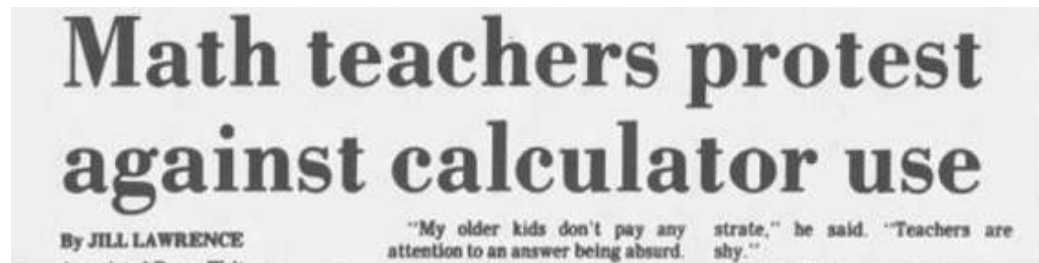 Math teachers protest
against calculator use
By JILL LAWRENCE
"My older kids don't pay any
attention to an answer being absurd.
strate," he said. "Teachers are
shy."